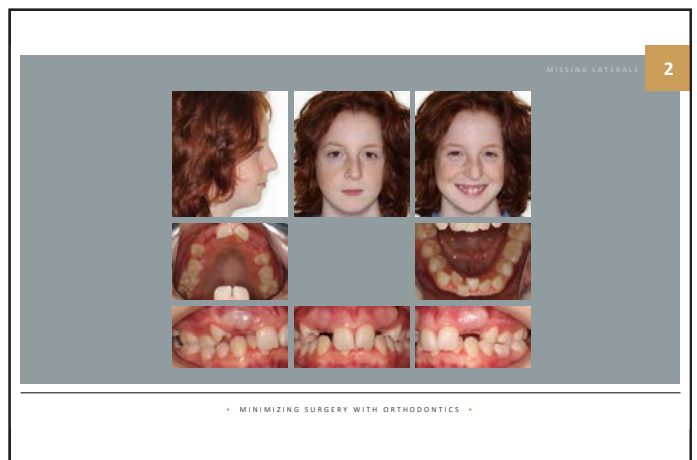 MISSING LATERALS
2
• MINIMIZING SURGERY WITH ORTHODONTICS •